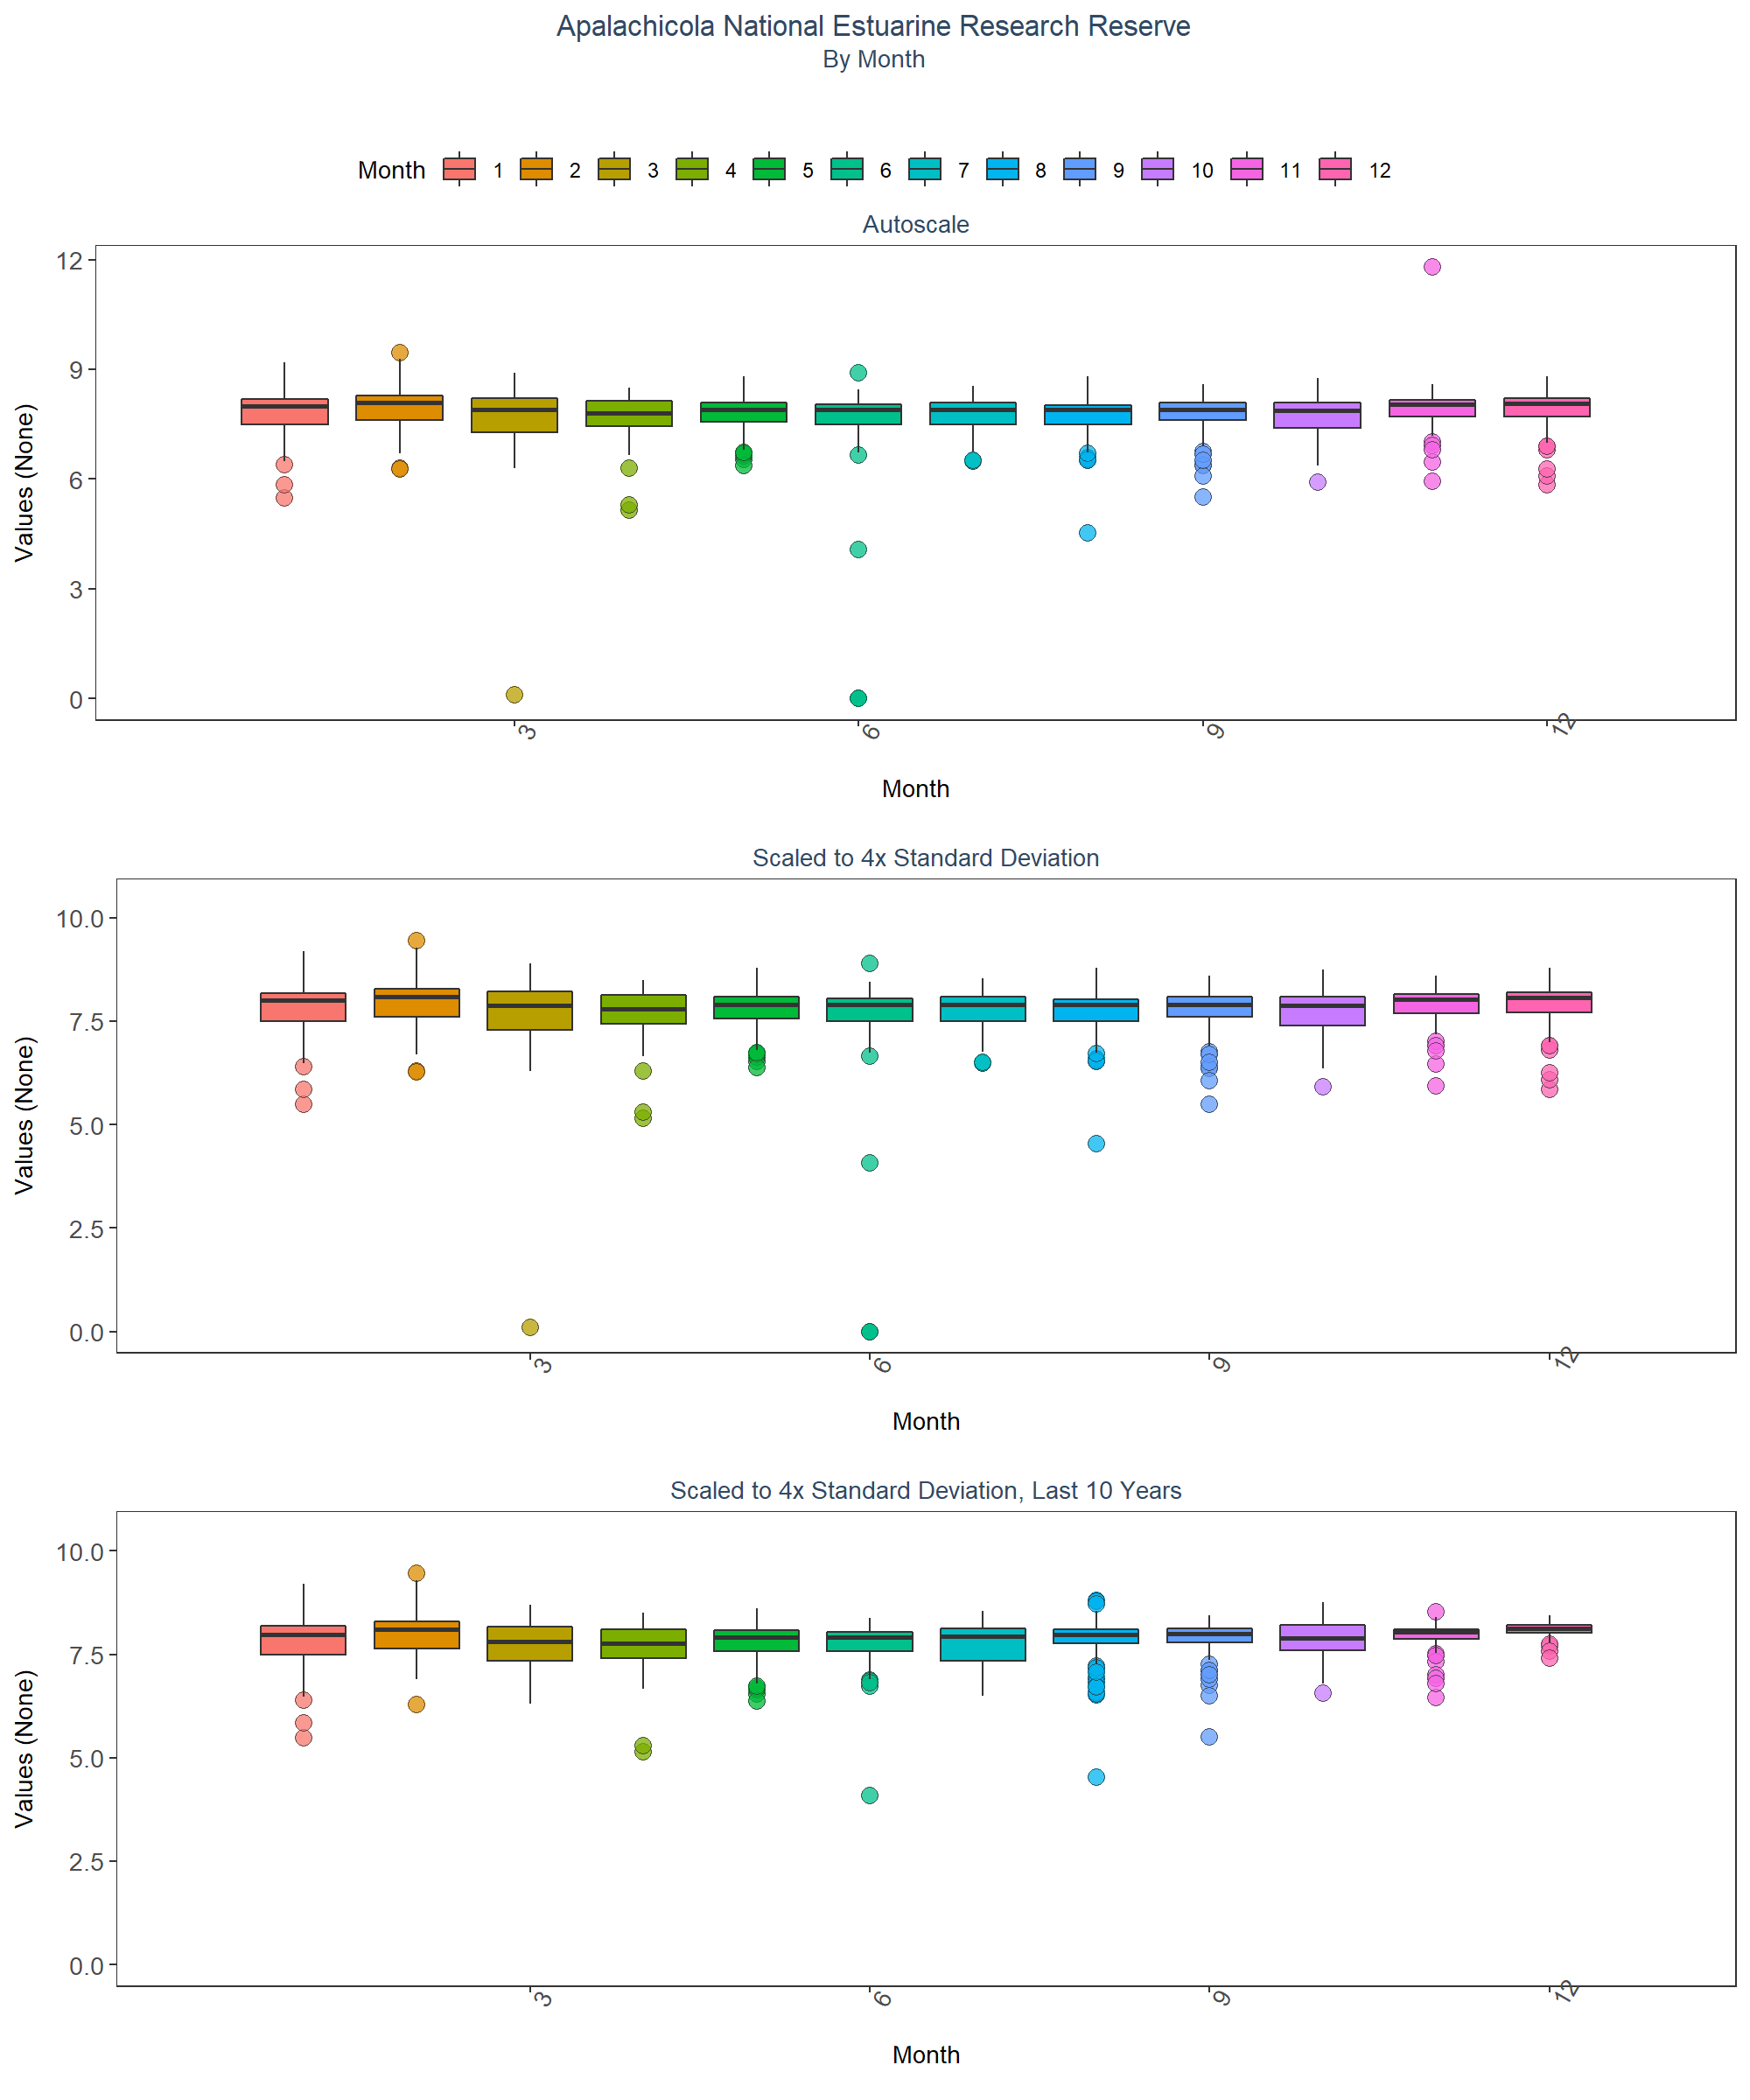 Apalachicola National Estuarine Research Reserve
By Month
Month 1 2 3 4 5 6 7 8 9 10 11 12
Autoscale
Values (None)
12
9
6
3
0
3 6 9 12
Month
Scaled to 4x Standard Deviation
Values (None)
10.0
7.5
5.0
2.5
0.0
3 6 9 12
Month
Scaled to 4x Standard Deviation, Last 10 Years
Values (None)
10.0
7.5
5.0
2.5
0.0
3 6 9 12
Month